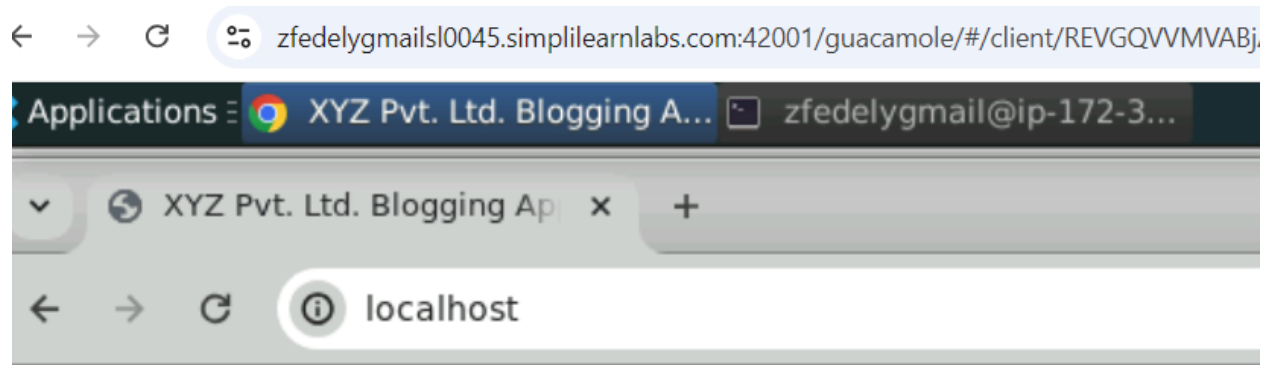 zfedelygmailsl0045.simplilearnlabs.com:42001/guacamole/#/client/REVGQVVMVABj
Applications XYZ Pvt. Ltd. Blogging A... zfedelygmail@ip-172-3...
XYZ Pvt. Ltd. Blogging Ap
localhost